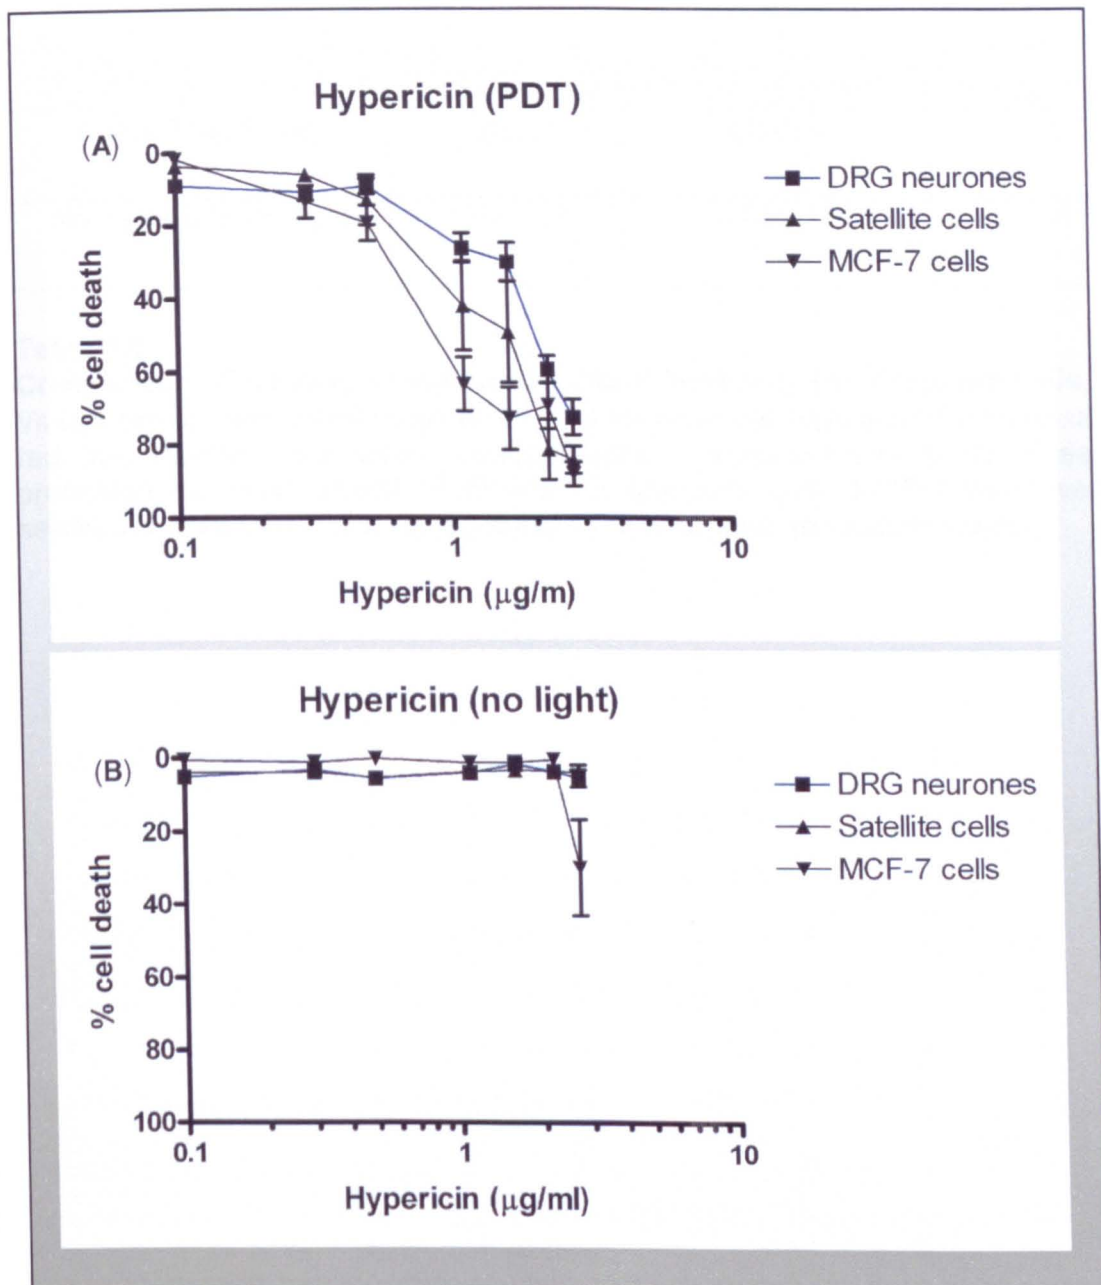 Hypericin (PDT)
(A)
0
20
40
60
80
100
% cell death
0.1 1 10
Hypericin (μg/m)
DRG neurones
Satellite cells
MCF-7 cells
Hypericin (no light)
(B)
0
20
40
60
80
100
% cell death
0.1 1 10
Hypericin (μg/ml)
DRG neurones
Satellite cells
MCF-7 cells